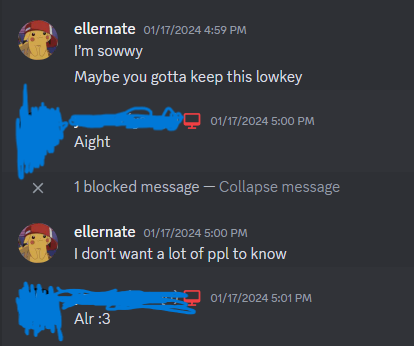 ellernate 01/17/2024 4:59 PM
I'm sowwy
Maybe you gotta keep this lowkey
01/17/2024 5:00 PM
Aight
1 blocked message — Collapse message
ellernate 01/17/2024 5:00 PM
I don't want a lot of ppl to know
01/17/2024 5:01 PM
Alr :3